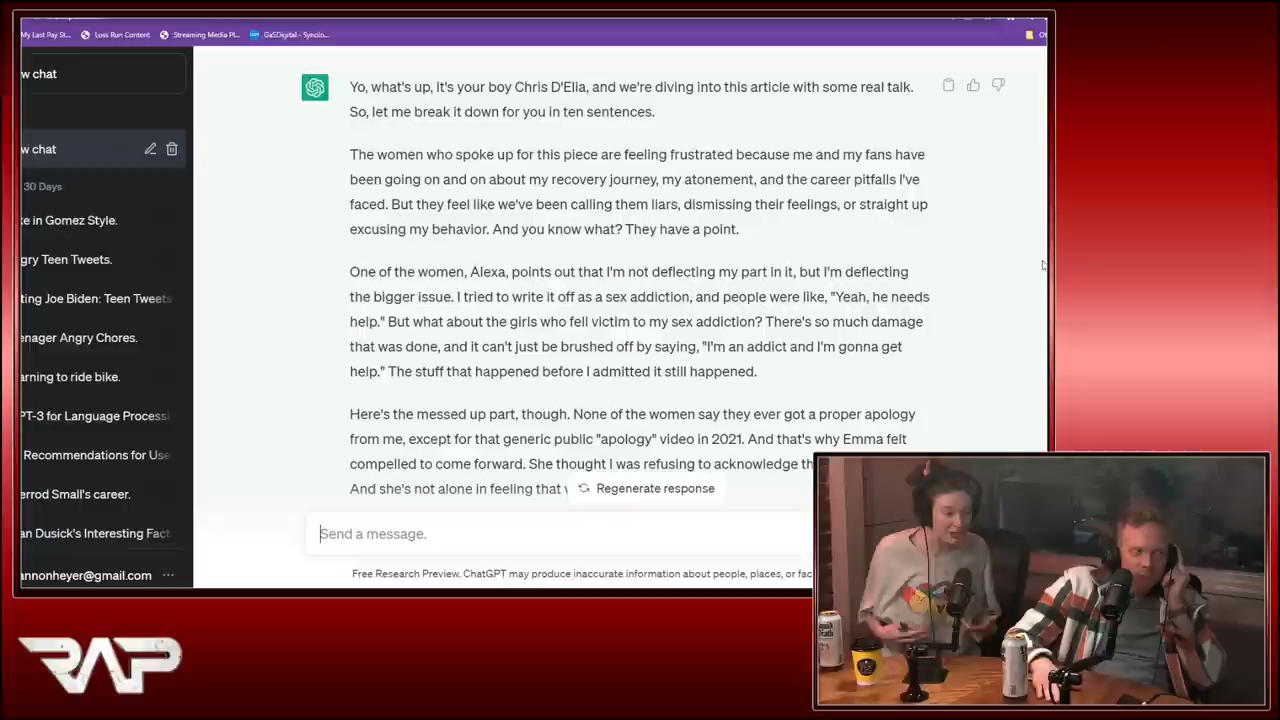 My Last Pay St...
Loss Run Content
Streaming Media Pl...
GaSDigital - Syncilo...
w chat
w chat
30 Days
ke in Gomez Style.
gry Teen Tweets.
ting Joe Biden: Teen Tweets
enager Angry Chores.
arning to ride bike.
PT-3 for Language Processi
Recommendations for Use
errod Small's career.
an Dusick's Interesting Fact
annonheyer@gmail.com
Yo, what's up, it's your boy Chris D'Elia, and we're diving into this article with some real talk.
So, let me break it down for you in ten sentences.
The women who spoke up for this piece are feeling frustrated because me and my fans have
been going on and on about my recovery journey, my atonement, and the career pitfalls I've
faced. But they feel like we've been calling them liars, dismissing their feelings, or straight up
excusing my behavior. And you know what? They have a point.
One of the women, Alexa, points out that I'm not deflecting my part in it, but I'm deflecting
the bigger issue. I tried to write it off as a sex addiction, and people were like, "Yeah, he needs
help." But what about the girls who fell victim to my sex addiction? There's so much damage
that was done, and it can't just be brushed off by saying, "I'm an addict and I'm gonna get
help." The stuff that happened before I admitted it still happened.
Here's the messed up part, though. None of the women say they ever got a proper apology
from me, except for that generic public "apology" video in 2021. And that's why Emma felt
compelled to come forward. She thought I was refusing to acknowledge th
And she's not alone in feeling that
Regenerate response
Send a message.
Free Research Preview. ChatGPT may produce inaccurate information about people, places, or fac
RAP